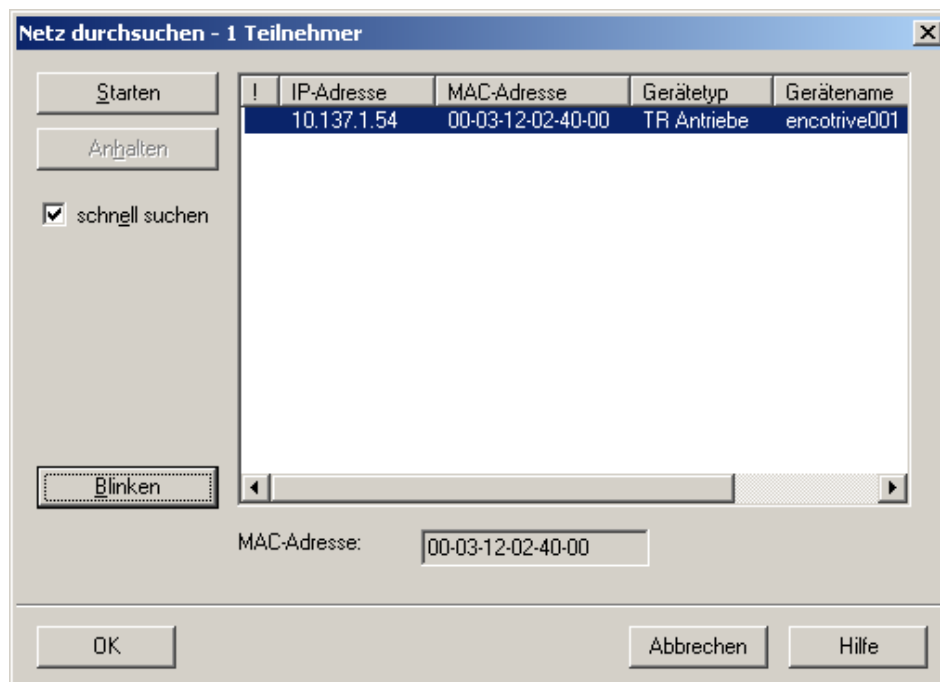 Netz durchsuchen - 1 Teilnehmer
Starten
Anhalten
schnell suchen
! IP-Adresse MAC-Adresse Gerätetyp Gerätename
10.137.1.54 00-03-12-02-40-00 TR Antriebe encotrive001
Blinken
MAC-Adresse: 00-03-12-02-40-00
OK Abbrechen Hilfe